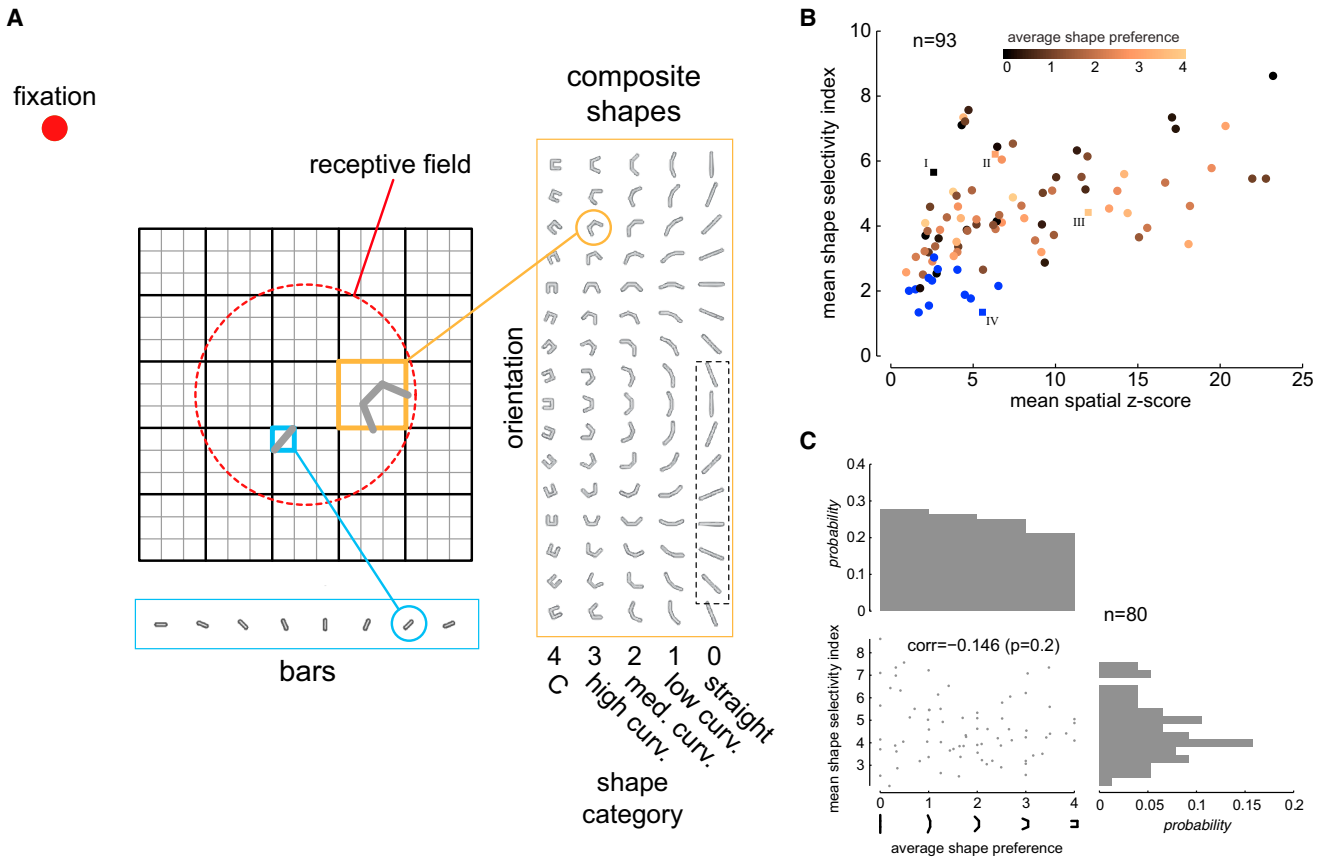 A
fixation
receptive field
bars
composite
shapes
orientation
4 3 2 1 0
C
high curv.
med. curv.
low curv.
straight
shape
category
B
n=93
average shape preference
0 1 2 3 4
mean shape selectivity index
10
8
6
4
2
0
I
II
III
IV
0 5 10 15 20 25
mean spatial z-score
C
probability
0.4
0.3
0.2
0.1
0
n=80
corr=−0.146 (p=0.2)
mean shape selectivity index
8
7
6
5
4
3
0 1 2 3 4
average shape preference
0 0.05 0.1 0.15 0.2
probability